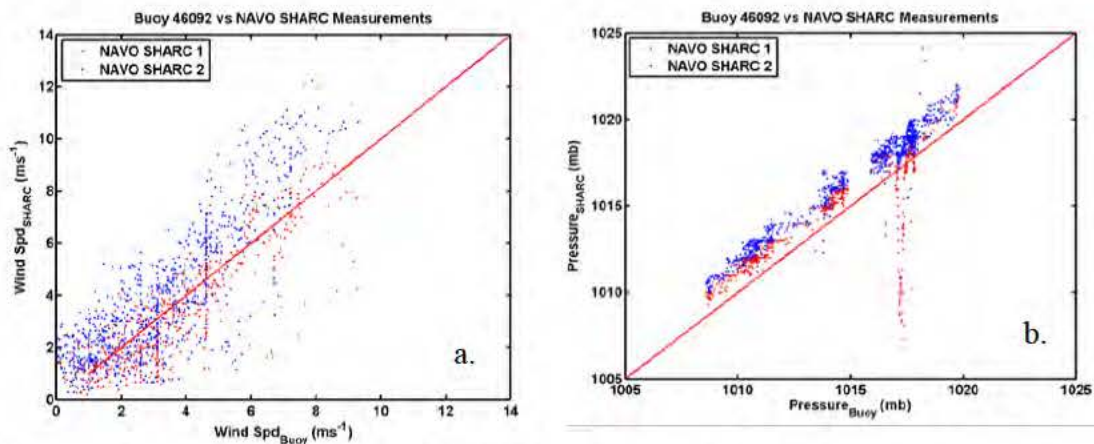 Buoy 46092 vs NAVO SHARC Measurements
NAVO SHARC 1
NAVO SHARC 2
14
12
10
8
6
4
2
0
Wind Spd_SHARC (ms⁻¹)
a.
0 2 4 6 8 10 12 14
Wind Spd_Buoy (ms⁻¹)
Buoy 46092 vs NAVO SHARC Measurements
NAVO SHARC 1
NAVO SHARC 2
1025
1020
1015
1010
1005
Pressure_SHARC (mb)
b.
1005 1010 1015 1020 1025
Pressure_Buoy (mb)